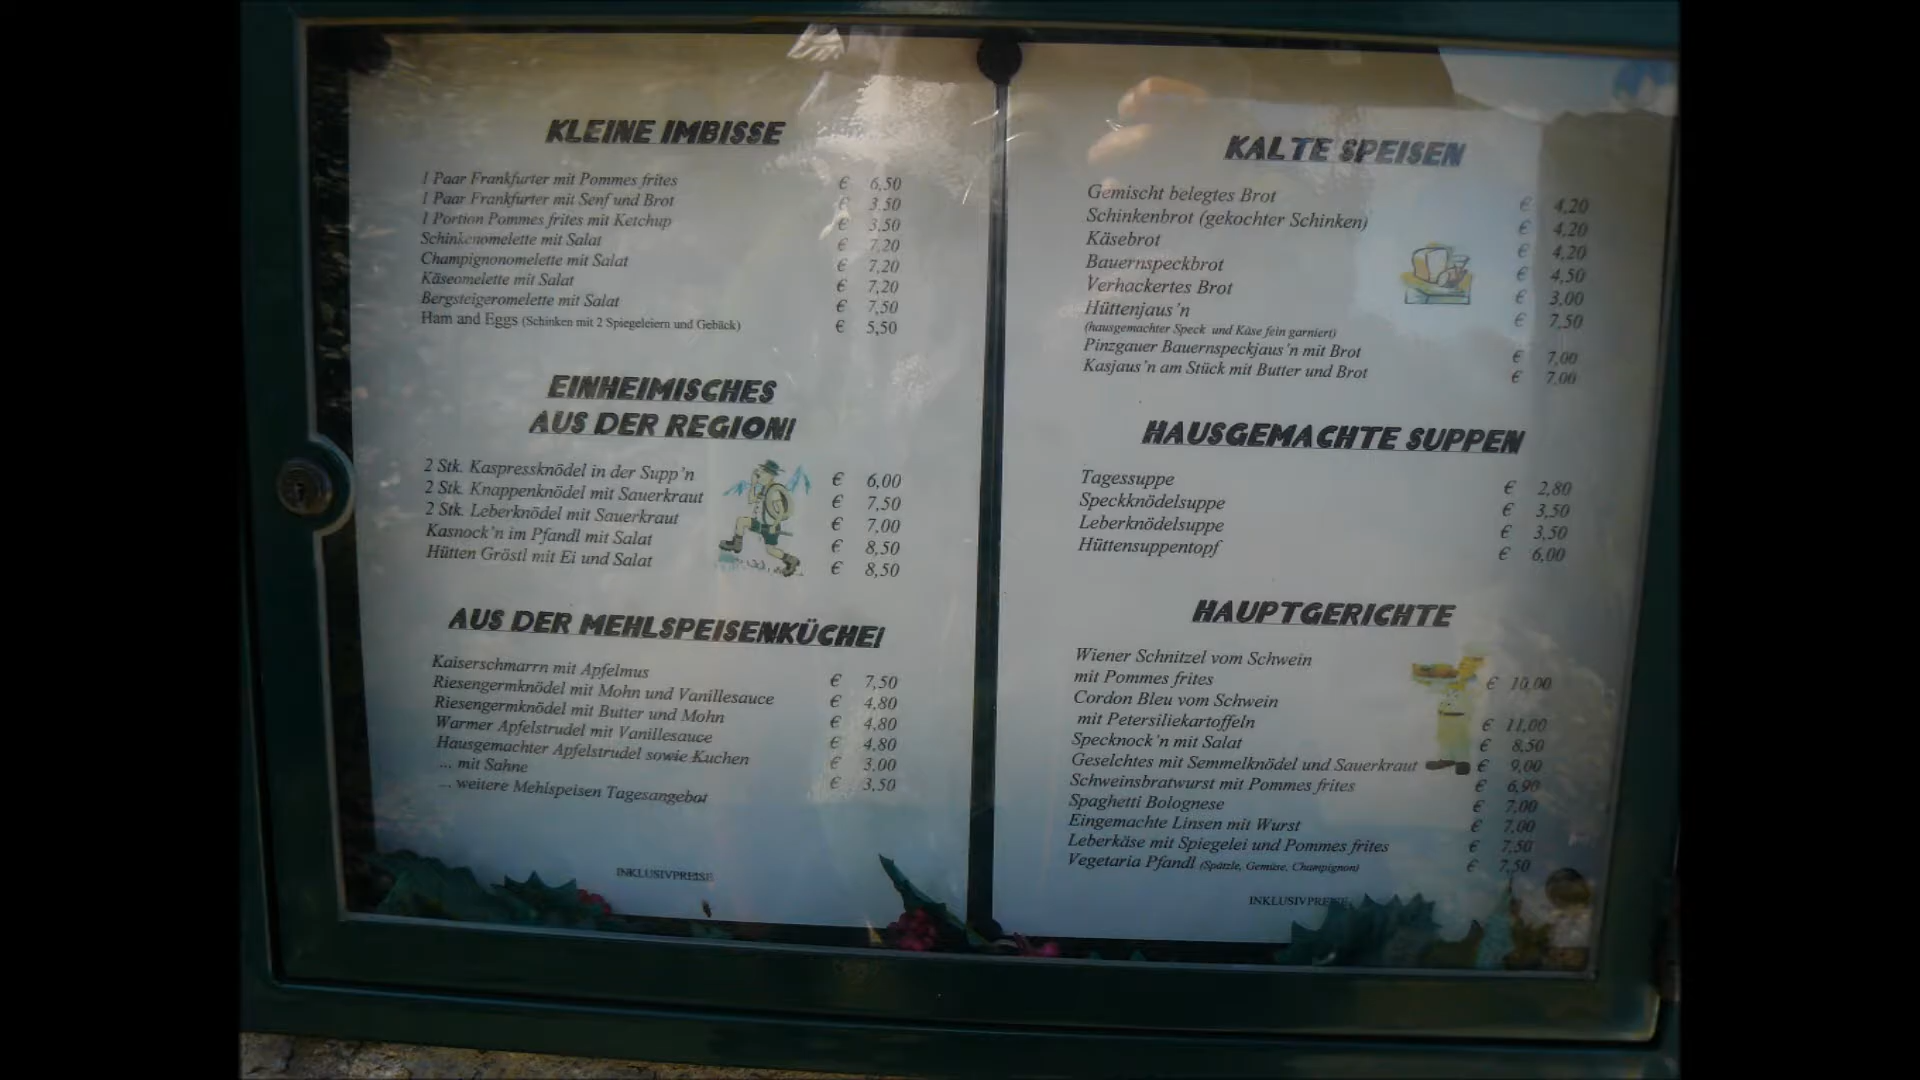 KLEINE IMBISSE
1 Paar Frankfurter mit Pommes frites € 6,50
1 Paar Frankfurter mit Senf und Brot € 3,50
1 Portion Pommes frites mit Ketchup € 3,50
Schinkenomelette mit Salat € 7,20
Champignonomelette mit Salat € 7,20
Käseomelette mit Salat € 7,20
Bergsteigeromelette mit Salat € 7,50
Ham and Eggs (Schinken mit 2 Spiegeleiern und Gebäck) € 5,50
EINHEIMISCHES
AUS DER REGION!
2 Stk. Kaspressknödel in der Supp'n € 6,00
2 Stk. Knappenknödel mit Sauerkraut € 7,50
2 Stk. Leberknödel mit Sauerkraut € 7,00
Kasnock'n im Pfandl mit Salat € 8,50
Hütten Gröstl mit Ei und Salat € 8,50
AUS DER MEHLSPEISENKÜCHE!
Kaiserschmarrn mit Apfelmus € 7,50
Riesengermknödel mit Mohn und Vanillesauce € 4,80
Riesengermknödel mit Butter und Mohn € 4,80
Warmer Apfelstrudel mit Vanillesauce € 4,80
Hausgemachter Apfelstrudel sowie Kuchen € 3,00
... mit Sahne € 3,50
... weitere Mehlspeisen Tagesangebot
INKLUSIVPREISE
KALTE SPEISEN
Gemischt belegtes Brot € 4,20
Schinkenbrot (gekochter Schinken) € 4,20
Käsebrot € 4,20
Bauernspeckbrot € 4,50
Verhackertes Brot € 3,00
Hüttenjaus'n € 7,50
(hausgemachter Speck und Käse fein garniert)
Pinzgauer Bauernspeckjaus'n mit Brot € 7,00
Kasjaus'n am Stück mit Butter und Brot € 7,00
HAUSGEMACHTE SUPPEN
Tagessuppe € 2,80
Speckknödelsuppe € 3,50
Leberknödelsuppe € 3,50
Hüttensuppentopf € 6,00
HAUPTGERICHTE
Wiener Schnitzel vom Schwein
mit Pommes frites € 10,00
Cordon Bleu vom Schwein
mit Petersiliekartoffeln € 11,00
Specknock'n mit Salat € 8,50
Geselchtes mit Semmelknödel und Sauerkraut € 9,00
Schweinsbratwurst mit Pommes frites € 6,90
Spaghetti Bolognese € 7,00
Eingemachte Linsen mit Wurst € 7,00
Leberkäse mit Spiegelei und Pommes frites € 7,50
Vegetaria Pfandl (Spätzle, Gemüse, Champignon) € 7,50
INKLUSIVPREISE